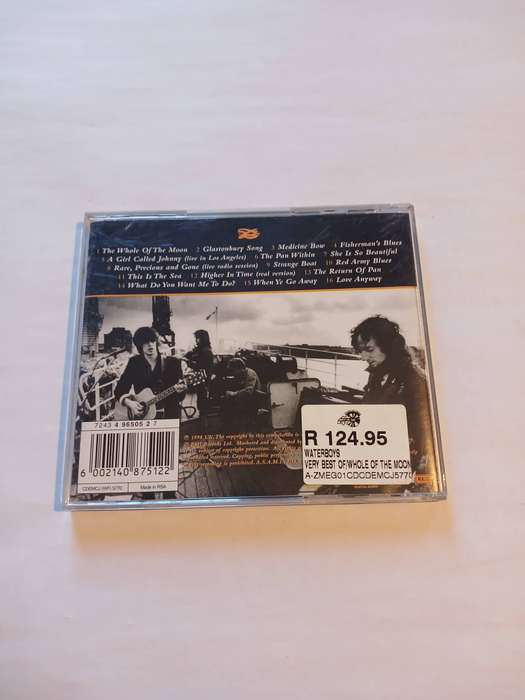 1 The Whole Of The Moon 2 Glastonbury Song 3 Medicine Bow 4 Fisherman's Blues
5 A Girl Called Johnny (live in Los Angeles) 6 The Pan Within 7 She Is So Beautiful
8 Rare, Precious and Gone (live radio version) 9 Strange Boat 10 Red Army Blues
11 This Is The Sea 12 Higher In Time (real version) 13 The Return Of Pan
14 What Do You Want Me To Do? 15 When Ye Go Away 16 Love Anyway
7243 4 96505 2 7
6 002140 875122
Made in RSA
R 124.95
WATERBOYS
VERY BEST OF/WHOLE OF THE MOON
A-ZMEG01CDCDEMCJ5770